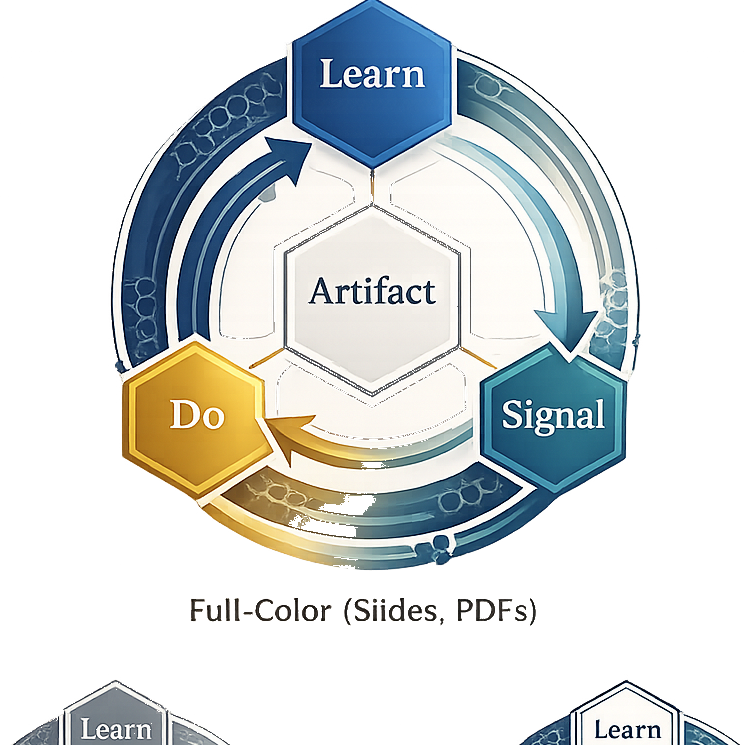 Learn
Artifact
Do
Signal
Full-Color (Siides, PDFs)
Learn
Learn